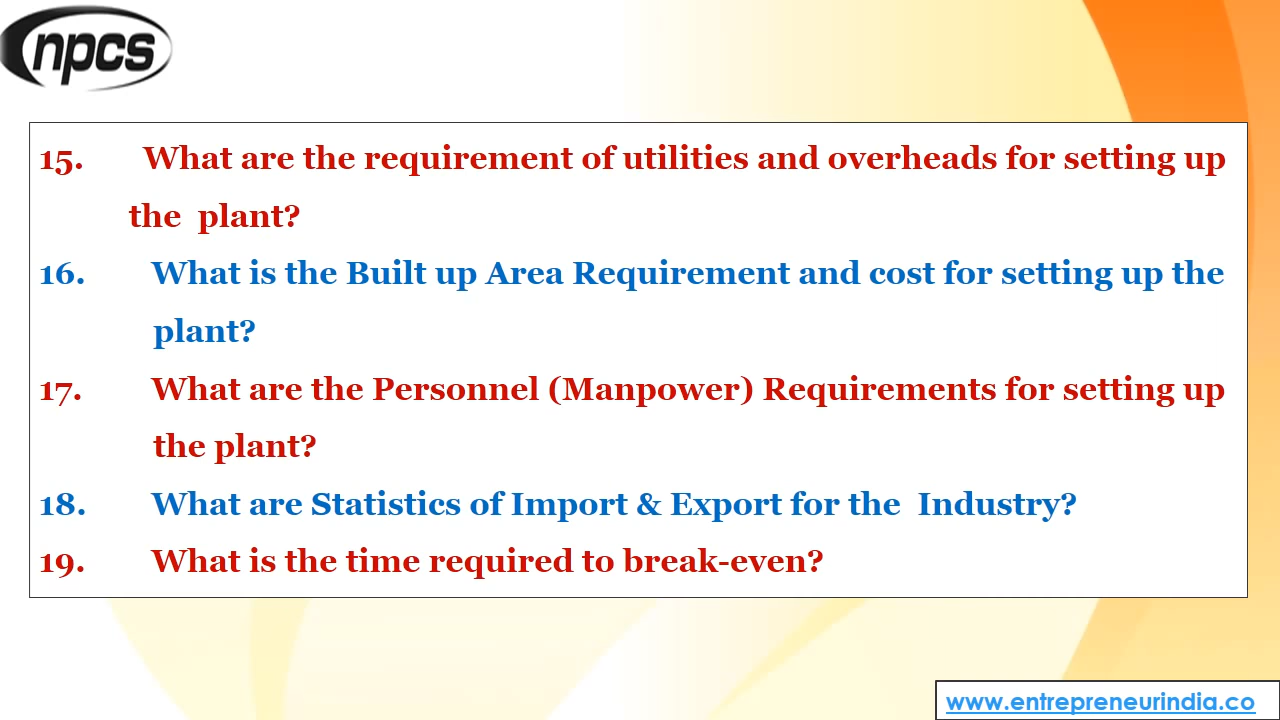 npcs
15. What are the requirement of utilities and overheads for setting up
the plant?
16. What is the Built up Area Requirement and cost for setting up the
plant?
17. What are the Personnel (Manpower) Requirements for setting up
the plant?
18. What are Statistics of Import & Export for the Industry?
19. What is the time required to break-even?
www.entrepreneurindia.co